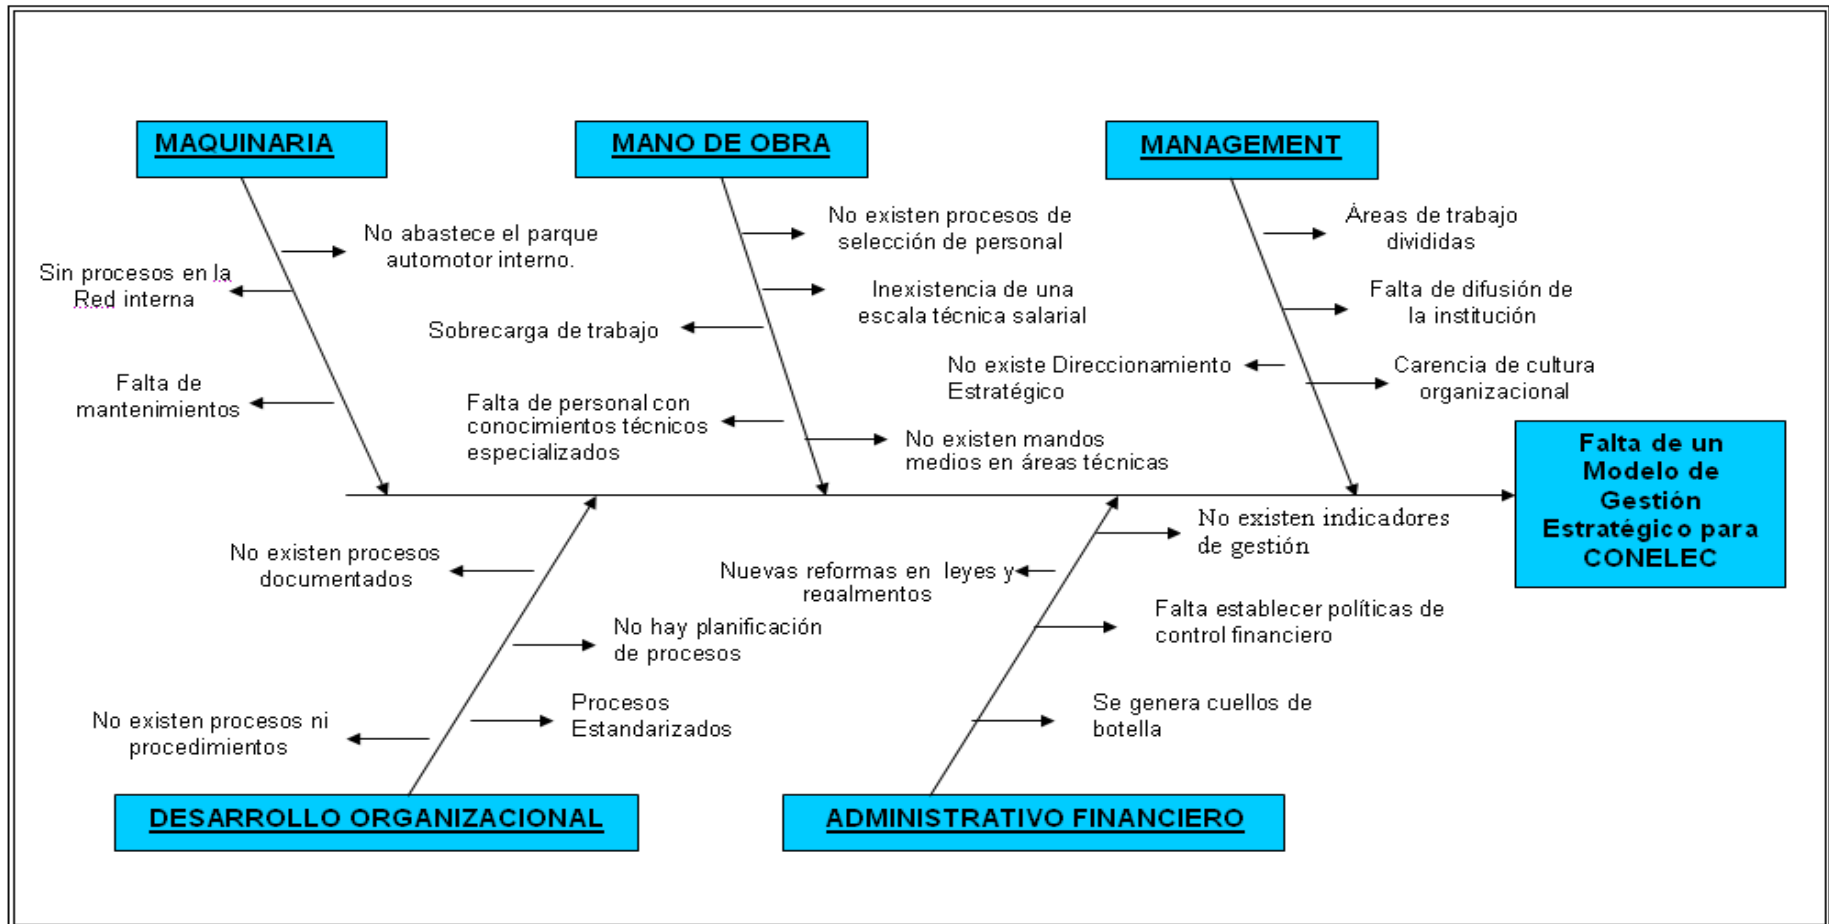 MAQUINARIA
MANO DE OBRA
MANAGEMENT
No abastece el parque
automotor interno.
Sin procesos en la
Red interna
Falta de
mantenimientos
No existen procesos de
selección de personal
Inexistencia de una
escala técnica salarial
Sobrecarga de trabajo
Falta de personal con
conocimientos técnicos
especializados
No existen mandos
medios en áreas técnicas
Áreas de trabajo
divididas
Falta de difusión de
la institución
No existe Direccionamiento
Estratégico
Carencia de cultura
organizacional
Falta de un
Modelo de
Gestión
Estratégico para
CONELEC
No existen procesos
documentados
No hay planificación
de procesos
Procesos
Estandarizados
No existen procesos ni
procedimientos
No existen indicadores
de gestión
Nuevas reformas en leyes y
regalmentos
Falta establecer políticas de
control financiero
Se genera cuellos de
botella
DESARROLLO ORGANIZACIONAL
ADMINISTRATIVO FINANCIERO